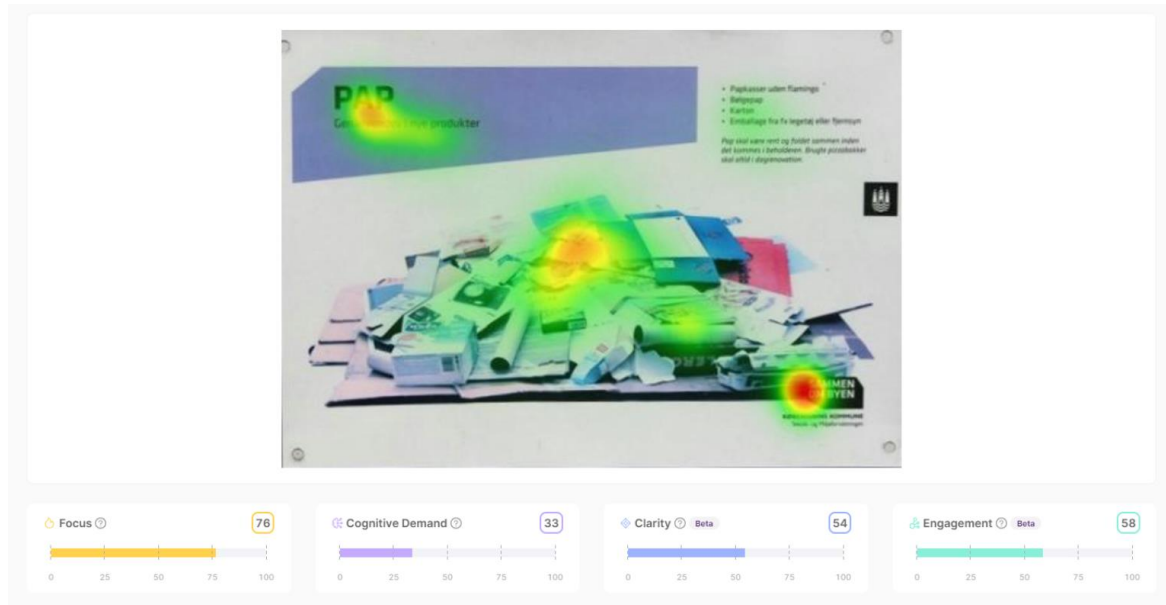 PAP
produkter
Papkasser uden flamingo
Bølgepap
Karton
Emballage fra fx legetøj eller fjernsyn
Pap skal være rent og foldet sammen inden
det kommes i beholderen. Brugte pizzabakker
skal altid i dagrenovation.
BYEN
KOMMUNE
Focus
76
0 25 50 75 100
Cognitive Demand
33
0 25 50 75 100
Clarity Beta
54
0 25 50 75 100
Engagement Beta
58
0 25 50 75 100